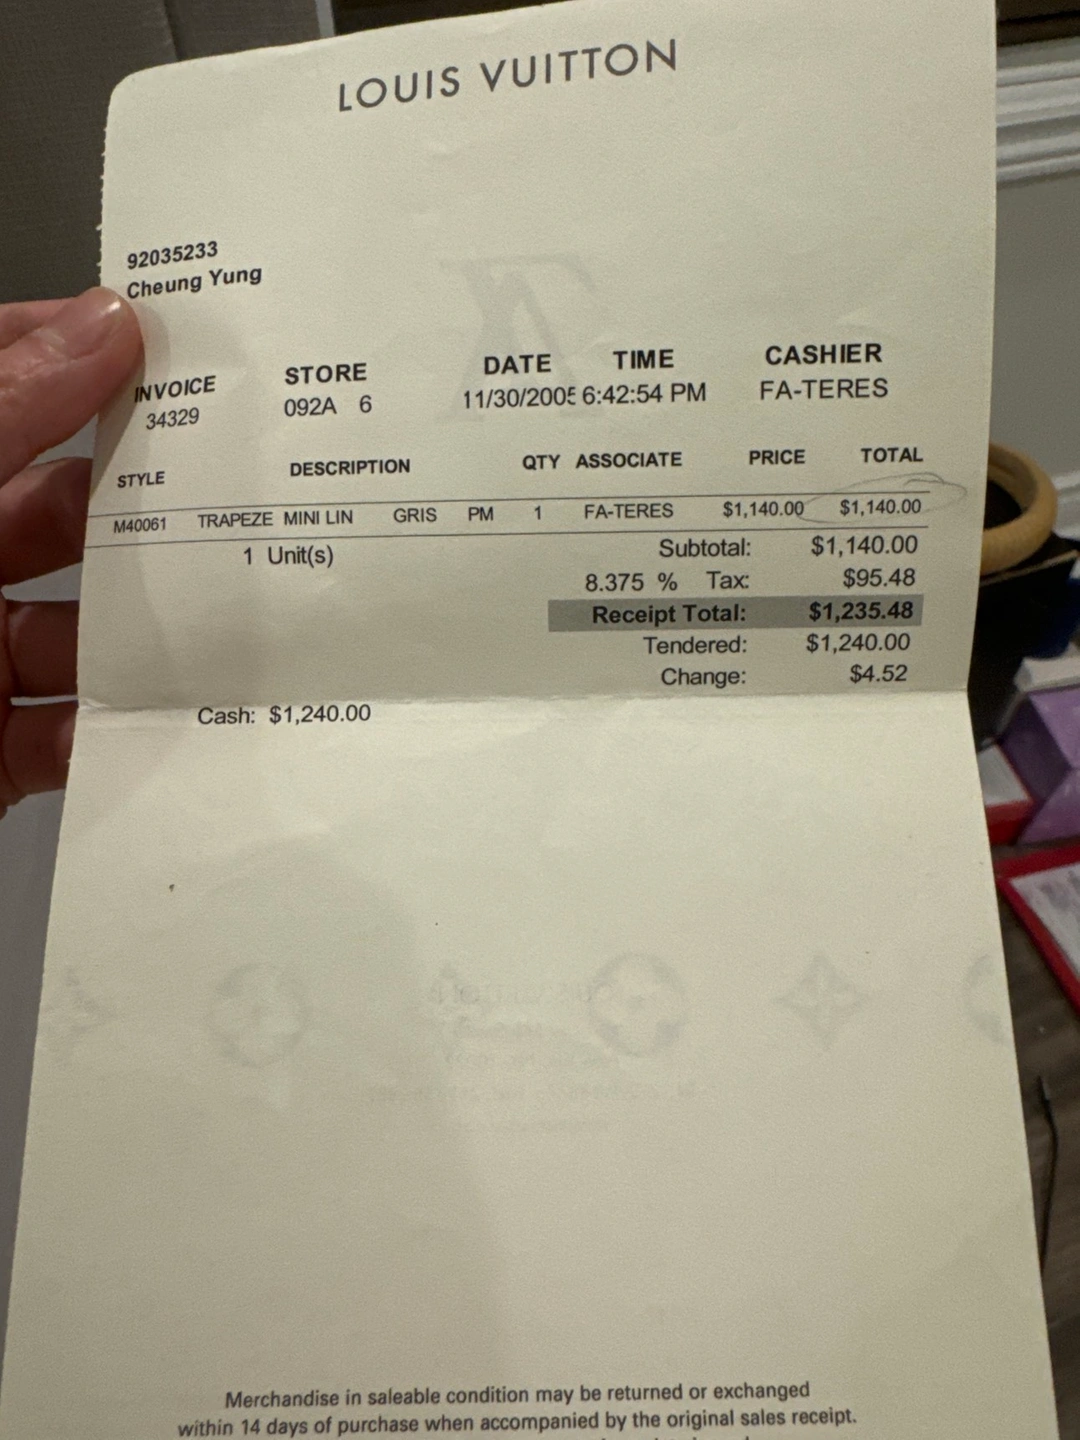 LOUIS VUITTON
92035233
Cheung Yung
INVOICE STORE DATE TIME CASHIER
34329 092A 6 11/30/2005 6:42:54 PM FA-TERES
STYLE DESCRIPTION QTY ASSOCIATE PRICE TOTAL
M40061 TRAPEZE MINI LIN GRIS PM 1 FA-TERES $1,140.00 $1,140.00
1 Unit(s) Subtotal: $1,140.00
8.375 % Tax: $95.48
Receipt Total: $1,235.48
Tendered: $1,240.00
Change: $4.52
Cash: $1,240.00
Merchandise in saleable condition may be returned or exchanged
within 14 days of purchase when accompanied by the original sales receipt.